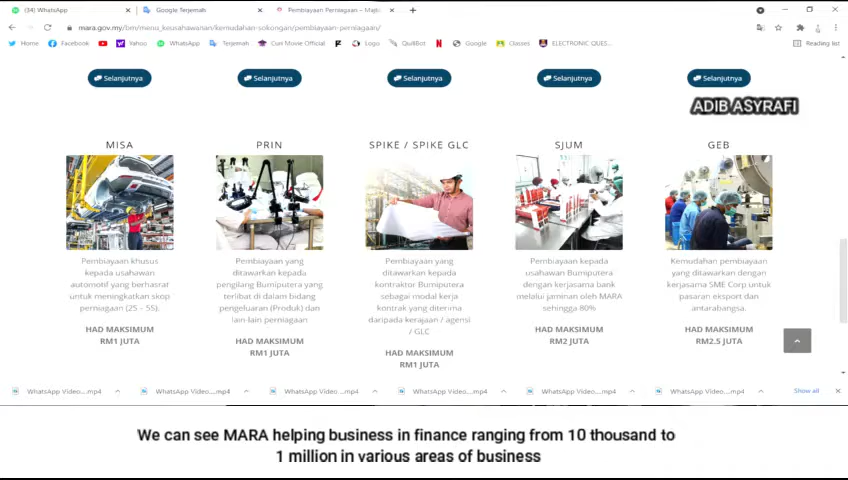 (34) WhatsApp
Google Terjemah
Pembiayaan Perniagaan – Majli
mara.gov.my/bm/menu_keusahawanan/kemudahan-sokongan/pembiayaan-perniagaan/
Home Facebook Yahoo WhatsApp Terjemah Curl Movie Official Logo QuillBot Google Classes ELECTRONIC QUES... Reading list
Selanjutnya Selanjutnya Selanjutnya Selanjutnya Selanjutnya
ADIB ASYRAFI
MISA
Pembiayaan khusus
kepada usahawan
automotif yang berhasrat
untuk meningkatkan skop
perniagaan (2S – 5S).
HAD MAKSIMUM
RM1 JUTA
PRIN
Pembiayaan yang
ditawarkan kepada
pengilang Bumiputera yang
terlibat di dalam bidang
pengeluaran (Produk) dan
lain-lain perniagaan
HAD MAKSIMUM
RM1 JUTA
SPIKE / SPIKE GLC
Pembiayaan yang
ditawarkan kepada
kontraktor Bumiputera
sebagai modal kerja
kontrak yang diterima
daripada kerajaan / agensi
/ GLC
HAD MAKSIMUM
RM1 JUTA
SJUM
Pembiayaan kepada
usahawan Bumiputera
dengan kerjasama bank
melalui jaminan oleh MARA
sehingga 80%
HAD MAKSIMUM
RM2 JUTA
GEB
Kemudahan pembiayaan
yang ditawarkan dengan
kerjasama SME Corp untuk
pasaran eksport dan
antarabangsa.
HAD MAKSIMUM
RM2.5 JUTA
WhatsApp Video....mp4 WhatsApp Video....mp4 WhatsApp Video....mp4 WhatsApp Video....mp4 WhatsApp Video....mp4 WhatsApp Video....mp4 Show all
We can see MARA helping business in finance ranging from 10 thousand to
1 million in various areas of business